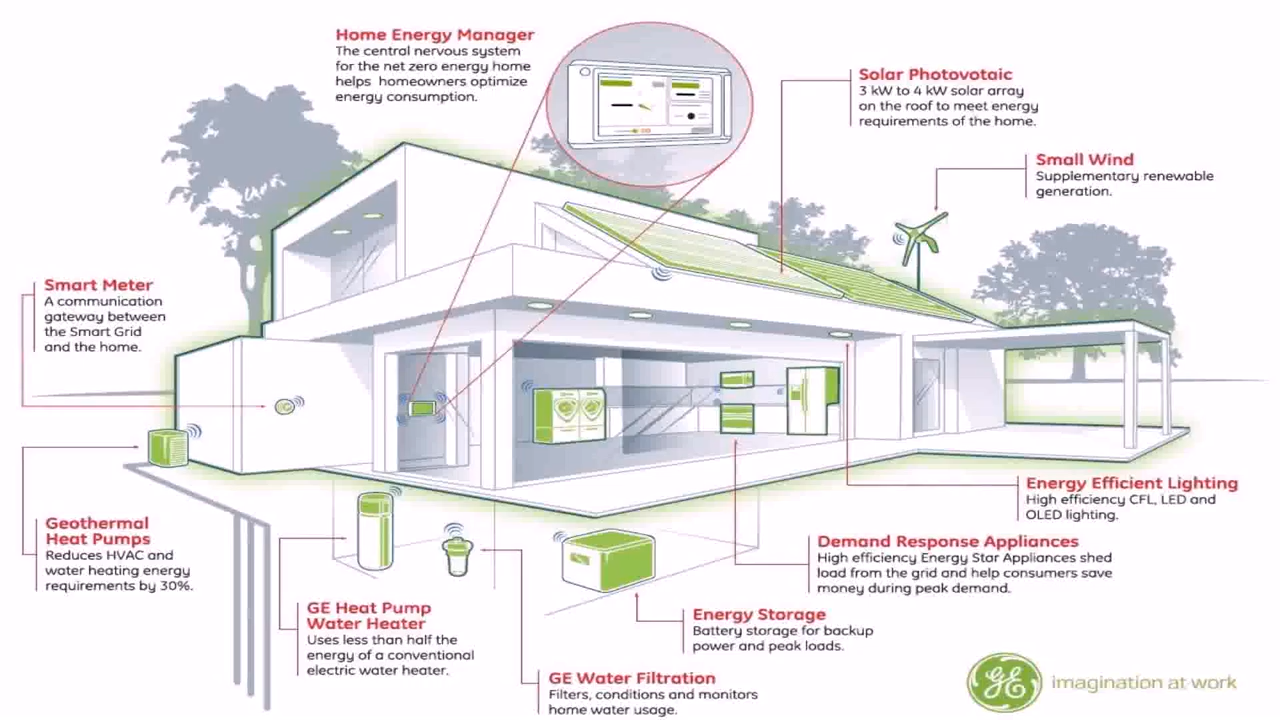 Home Energy Manager
The central nervous system
for the net zero energy home
helps homeowners optimize
energy consumption.
Solar Photovotaic
3 kW to 4 kW solar array
on the roof to meet energy
requirements of the home.
Small Wind
Supplementary renewable
generation.
Smart Meter
A communication
gateway between
the Smart Grid
and the home.
Geothermal
Heat Pumps
Reduces HVAC and
water heating energy
requirements by 30%.
GE Heat Pump
Water Heater
Uses less than half the
energy of a conventional
electric water heater.
GE Water Filtration
Filters, conditions and monitors
home water usage.
Energy Storage
Battery storage for backup
power and peak loads.
Demand Response Appliances
High efficiency Energy Star Appliances shed
load from the grid and help consumers save
money during peak demand.
Energy Efficient Lighting
High efficiency CFL, LED and
OLED lighting.
GE
imagination at work